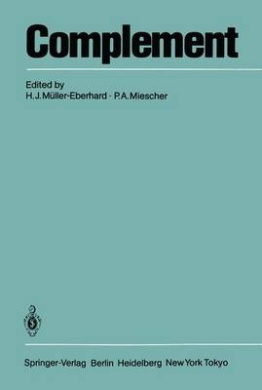 Complement
Edited by
H.J. Müller-Eberhard · P.A. Miescher
Springer-Verlag Berlin Heidelberg New York Tokyo